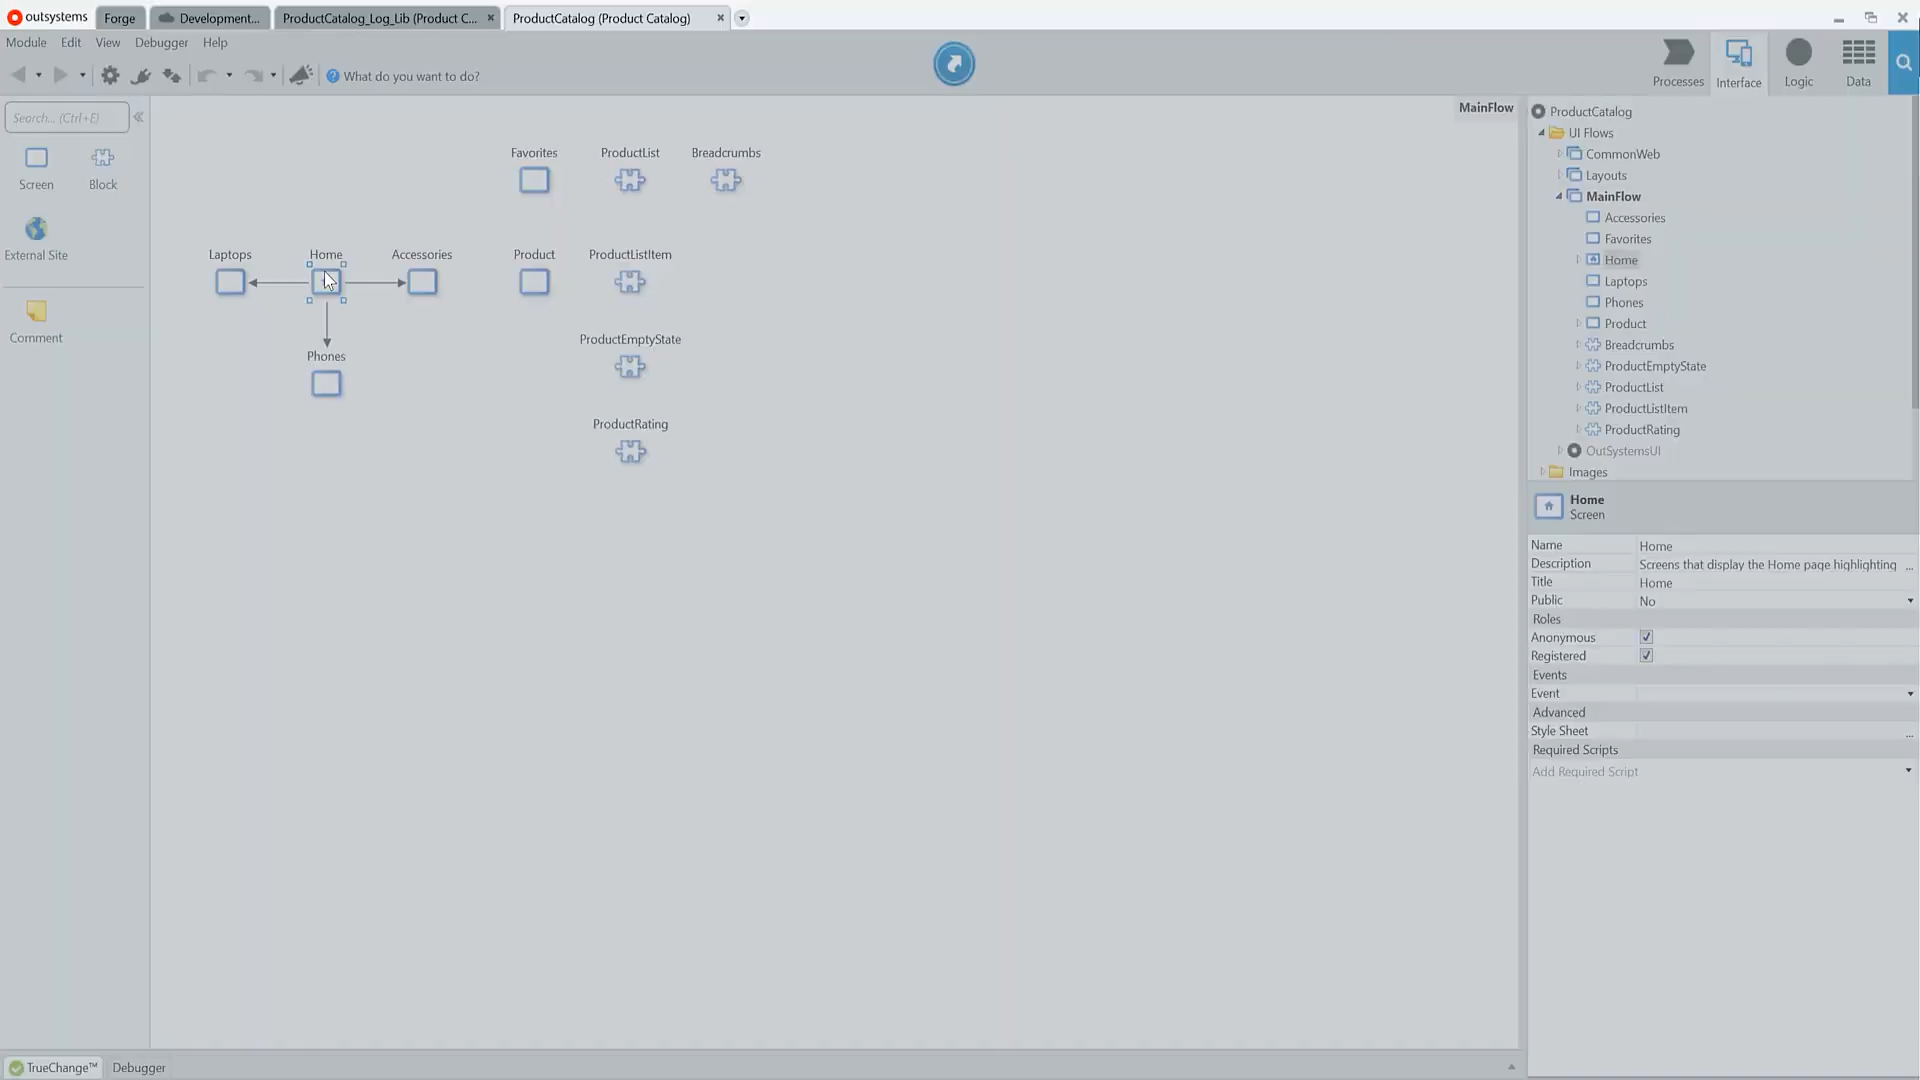 outsystems
Forge
Development...
ProductCatalog_Log_Lib (Product C...
ProductCatalog (Product Catalog)
Module
Edit
View
Debugger
Help
What do you want to do?
Processes
Interface
Logic
Data
Search... (Ctrl+E)
Screen
Block
External Site
Comment
MainFlow
Favorites
ProductList
Breadcrumbs
Laptops
Home
Accessories
Product
ProductListItem
ProductEmptyState
Phones
ProductRating
ProductCatalog
UI Flows
CommonWeb
Layouts
MainFlow
Accessories
Favorites
Home
Laptops
Phones
Product
Breadcrumbs
ProductEmptyState
ProductList
ProductListItem
ProductRating
OutSystemsUI
Images
Home
Screen
Name Home
Description Screens that display the Home page highlighting ...
Title Home
Public No
Roles
Anonymous
Registered
Events
Event
Advanced
Style Sheet ...
Required Scripts
Add Required Script
TrueChange™
Debugger